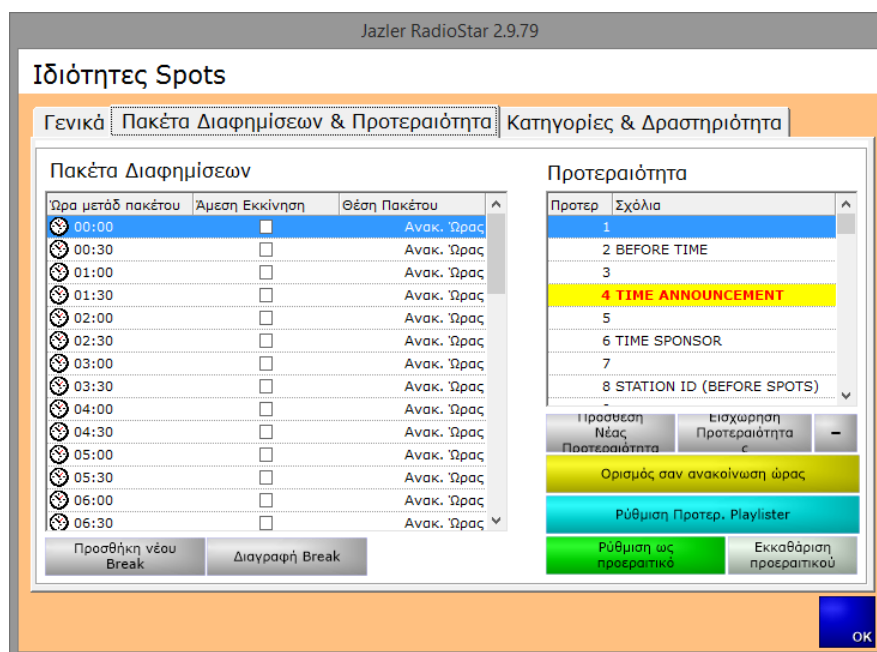 Jazler RadioStar 2.9.79
Ιδιότητες Spots
Γενικά Πακέτα Διαφημίσεων & Προτεραιότητα Κατηγορίες & Δραστηριότητα
Πακέτα Διαφημίσεων
Ώρα μετάδ πακέτου Άμεση Εκκίνηση Θέση Πακέτου
00:00 Ανακ. Ώρας
00:30 Ανακ. Ώρας
01:00 Ανακ. Ώρας
01:30 Ανακ. Ώρας
02:00 Ανακ. Ώρας
02:30 Ανακ. Ώρας
03:00 Ανακ. Ώρας
03:30 Ανακ. Ώρας
04:00 Ανακ. Ώρας
04:30 Ανακ. Ώρας
05:00 Ανακ. Ώρας
05:30 Ανακ. Ώρας
06:00 Ανακ. Ώρας
06:30 Ανακ. Ώρας
Προσθήκη νέου
Break
Διαγραφή Break
Προτεραιότητα
Προτερ Σχόλια
1
2 BEFORE TIME
3
4 TIME ANNOUNCEMENT
5
6 TIME SPONSOR
7
8 STATION ID (BEFORE SPOTS)
Πρόσθεση
Νέας
Προτεραιότητα
Εισχώρηση
Προτεραιότητα
ς
–
Ορισμός σαν ανακοίνωση ώρας
Ρύθμιση Προτερ. Playlister
Ρύθμιση ως
προεραιτικό
Εκκαθάριση
προεραιτικού
OK